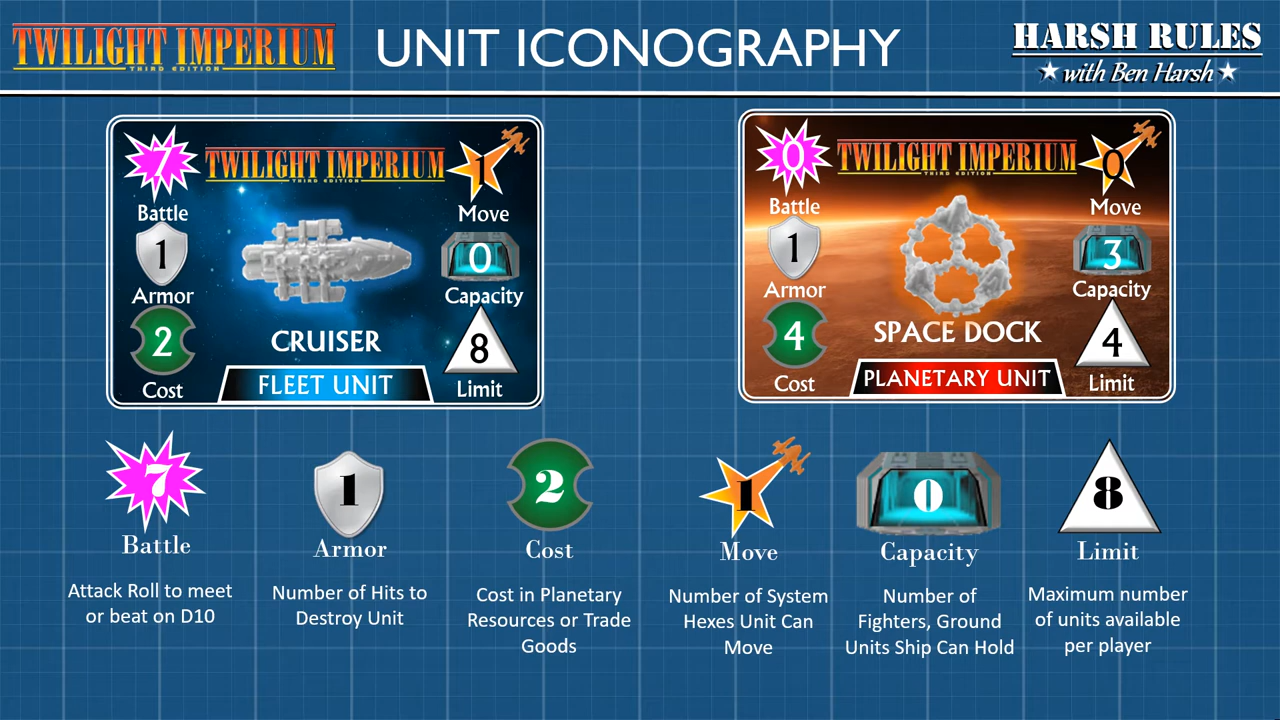 TWILIGHT IMPERIUM
THIRD EDITION
UNIT ICONOGRAPHY
HARSH RULES
with Ben Harsh
7
Battle
TWILIGHT IMPERIUM
THIRD EDITION
1
Move
1
Armor
0
Capacity
2
Cost
CRUISER
FLEET UNIT
8
Limit
0
Battle
TWILIGHT IMPERIUM
THIRD EDITION
0
Move
1
Armor
3
Capacity
4
Cost
SPACE DOCK
PLANETARY UNIT
4
Limit
7
Battle
Attack Roll to meet
or beat on D10
1
Armor
Number of Hits to
Destroy Unit
2
Cost
Cost in Planetary
Resources or Trade
Goods
1
Move
Number of System
Hexes Unit Can
Move
0
Capacity
Number of
Fighters, Ground
Units Ship Can Hold
8
Limit
Maximum number
of units available
per player